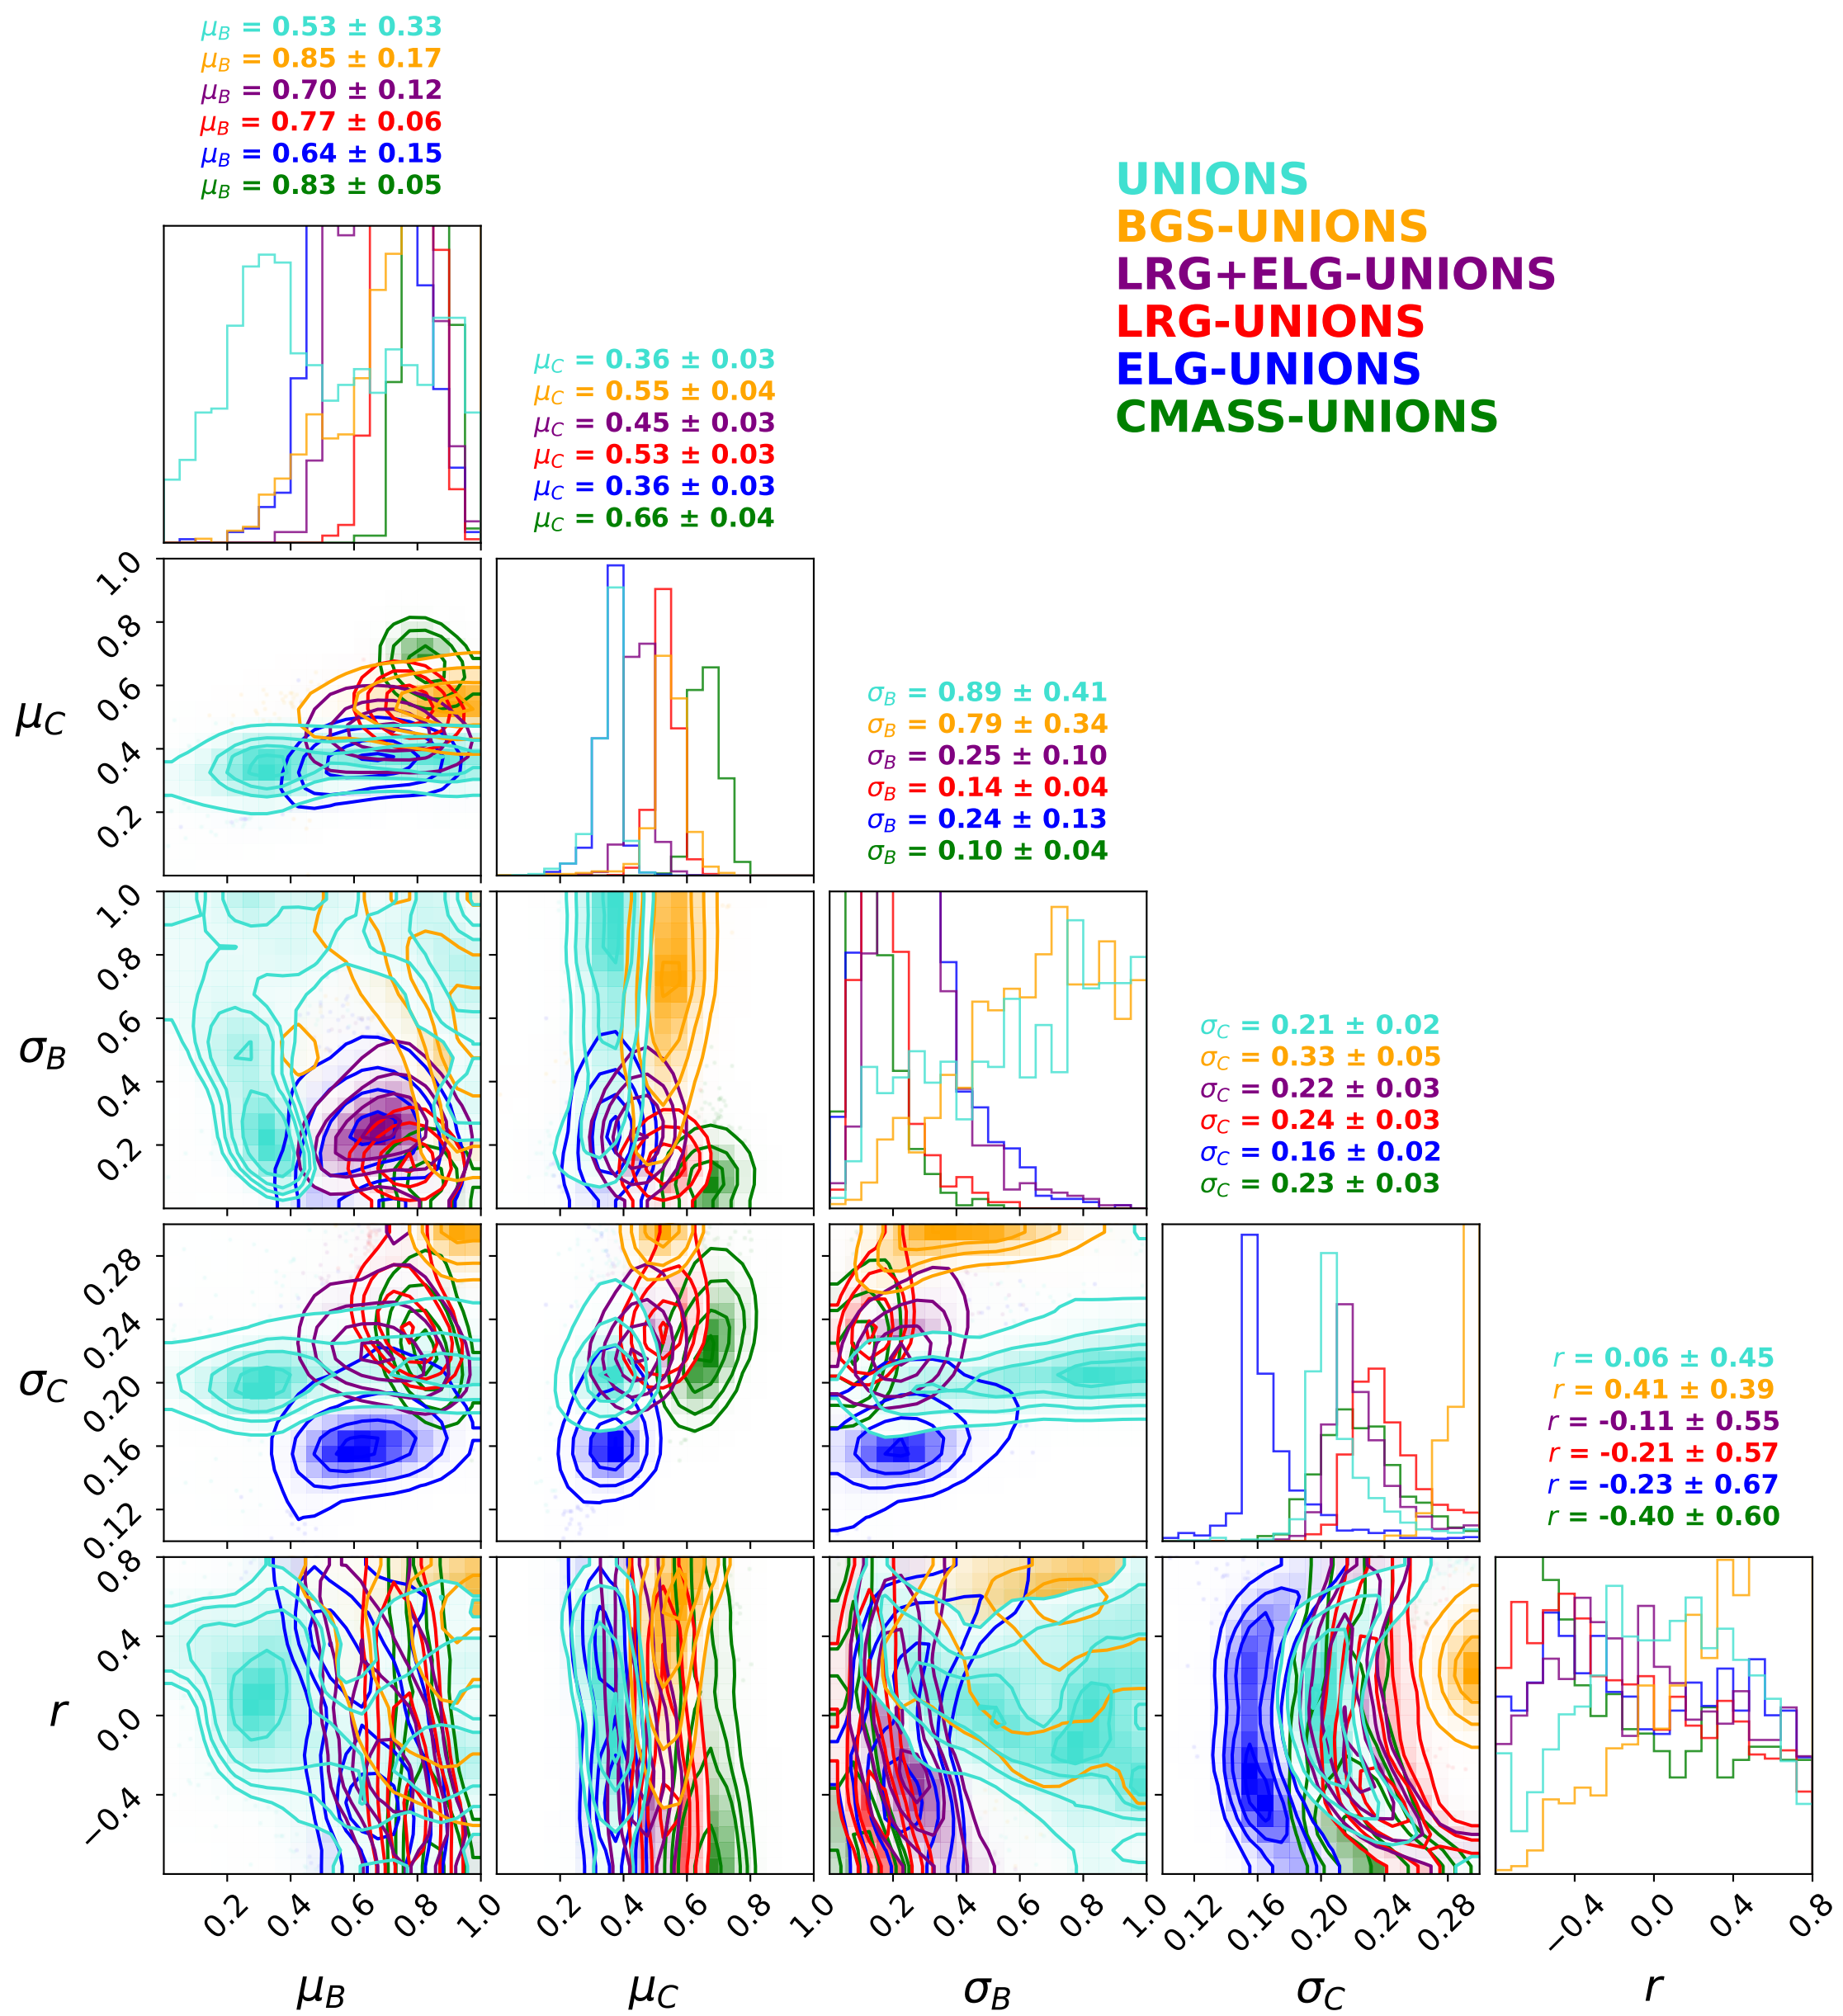 μB = 0.53 ± 0.33
μB = 0.85 ± 0.17
μB = 0.70 ± 0.12
μB = 0.77 ± 0.06
μB = 0.64 ± 0.15
μB = 0.83 ± 0.05
UNIONS
BGS-UNIONS
LRG+ELG-UNIONS
LRG-UNIONS
ELG-UNIONS
CMASS-UNIONS
μC = 0.36 ± 0.03
μC = 0.55 ± 0.04
μC = 0.45 ± 0.03
μC = 0.53 ± 0.03
μC = 0.36 ± 0.03
μC = 0.66 ± 0.04
1.0
0.8
0.6
0.4
0.2
μC
σB = 0.89 ± 0.41
σB = 0.79 ± 0.34
σB = 0.25 ± 0.10
σB = 0.14 ± 0.04
σB = 0.24 ± 0.13
σB = 0.10 ± 0.04
1.0
0.8
0.6
0.4
0.2
σB
σC = 0.21 ± 0.02
σC = 0.33 ± 0.05
σC = 0.22 ± 0.03
σC = 0.24 ± 0.03
σC = 0.16 ± 0.02
σC = 0.23 ± 0.03
0.28
0.24
0.20
0.16
0.12
σC
r = 0.06 ± 0.45
r = 0.41 ± 0.39
r = -0.11 ± 0.55
r = -0.21 ± 0.57
r = -0.23 ± 0.67
r = -0.40 ± 0.60
0.8
0.4
0.0
−0.4
r
0.2 0.4 0.6 0.8 1.0 0.2 0.4 0.6 0.8 1.0 0.2 0.4 0.6 0.8 1.0 0.12 0.16 0.20 0.24 0.28 −0.4 0.0 0.4 0.8
μB μC σB σC r